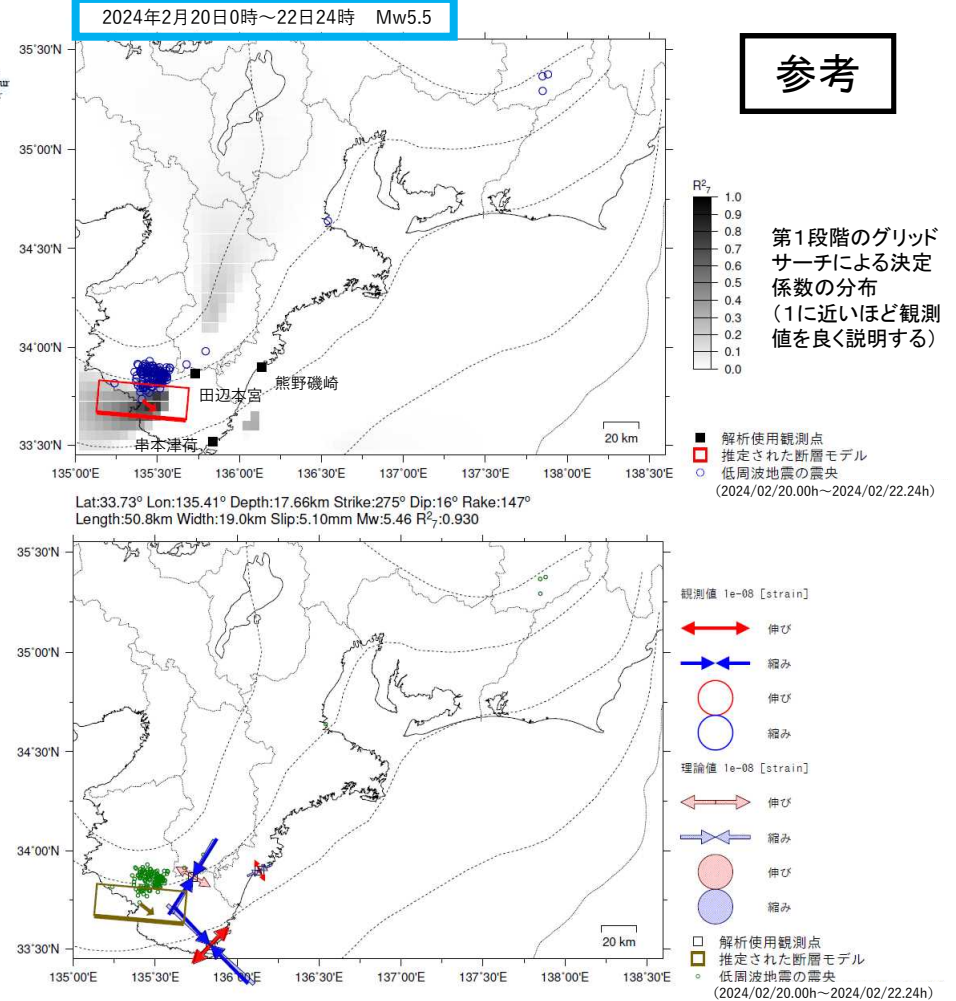 2024年2月20日0時～22日24時 Mw5.5
参考
35°30'N
35°00'N
34°30'N
34°00'N
33°30'N
135°00'E
135°30'E
136°00'E
136°30'E
137°00'E
137°30'E
138°00'E
138°30'E
田辺本宮
熊野磯崎
串本津荷
20 km
R²7
1.0
0.9
0.8
0.7
0.6
0.5
0.4
0.3
0.2
0.1
0.0
第１段階のグリッド
サーチによる決定
係数の分布
（１に近いほど観測
値を良く説明する）
解析使用観測点
推定された断層モデル
低周波地震の震央
（2024/02/20.00h～2024/02/22.24h）
Lat:33.73° Lon:135.41° Depth:17.66km Strike:275° Dip:16° Rake:147°
Length:50.8km Width:19.0km Slip:5.10mm Mw:5.46 R²7:0.930
35°30'N
35°00'N
34°30'N
34°00'N
33°30'N
135°00'E
135°30'E
136°00'E
136°30'E
137°00'E
137°30'E
138°00'E
138°30'E
20 km
観測値 1e-08 [strain]
伸び
縮み
伸び
縮み
理論値 1e-08 [strain]
伸び
縮み
伸び
縮み
解析使用観測点
推定された断層モデル
低周波地震の震央
（2024/02/20.00h～2024/02/22.24h）